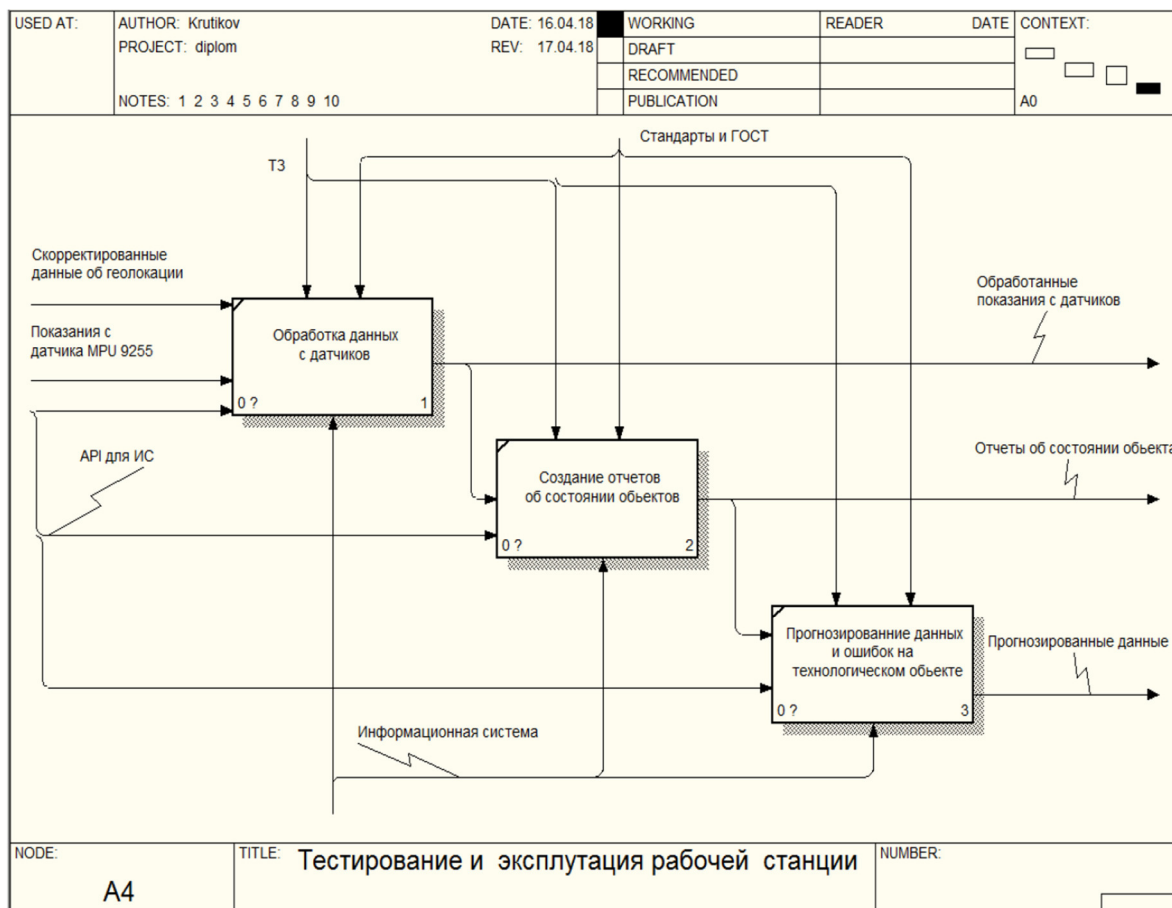 USED AT:
AUTHOR: Krutikov
DATE: 16.04.18
WORKING
READER
DATE
CONTEXT:
PROJECT: diplom
REV: 17.04.18
DRAFT
RECOMMENDED
NOTES: 1 2 3 4 5 6 7 8 9 10
PUBLICATION
A0
Стандарты и ГОСТ
ТЗ
Скорректированные
данные об геолокации
Показания с
датчика MPU 9255
Обработка данных
с датчиков
0 ?
1
Обработанные
показания с датчиков
API для ИС
Создание отчетов
об состоянии обьектов
0 ?
2
Отчеты об состоянии обьекта
Прогнозированние данных
и ошибок на
технологическом обьекте
0 ?
3
Прогнозированные данные
Информационная система
NODE:
A4
TITLE:
Тестирование и эксплутация рабочей станции
NUMBER: